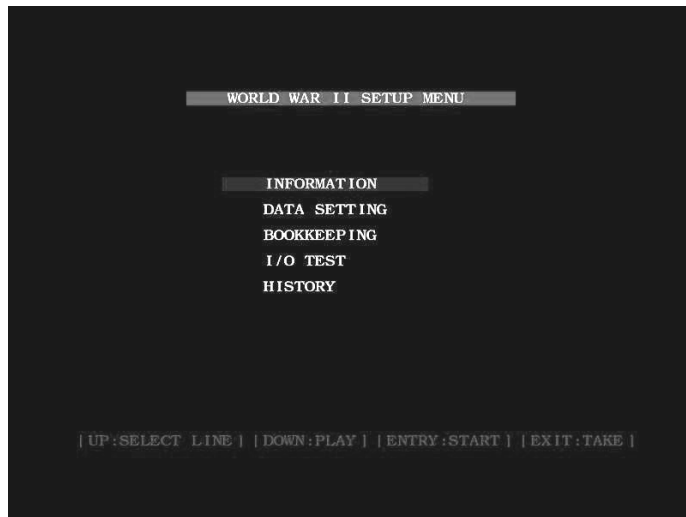 WORLD WAR II SETUP MENU
INFORMATION
DATA SETTING
BOOKKEEPING
I/O TEST
HISTORY
[UP:SELECT LINE] [DOWN:PLAY] [ENTRY:START] [EXIT:TAKE]